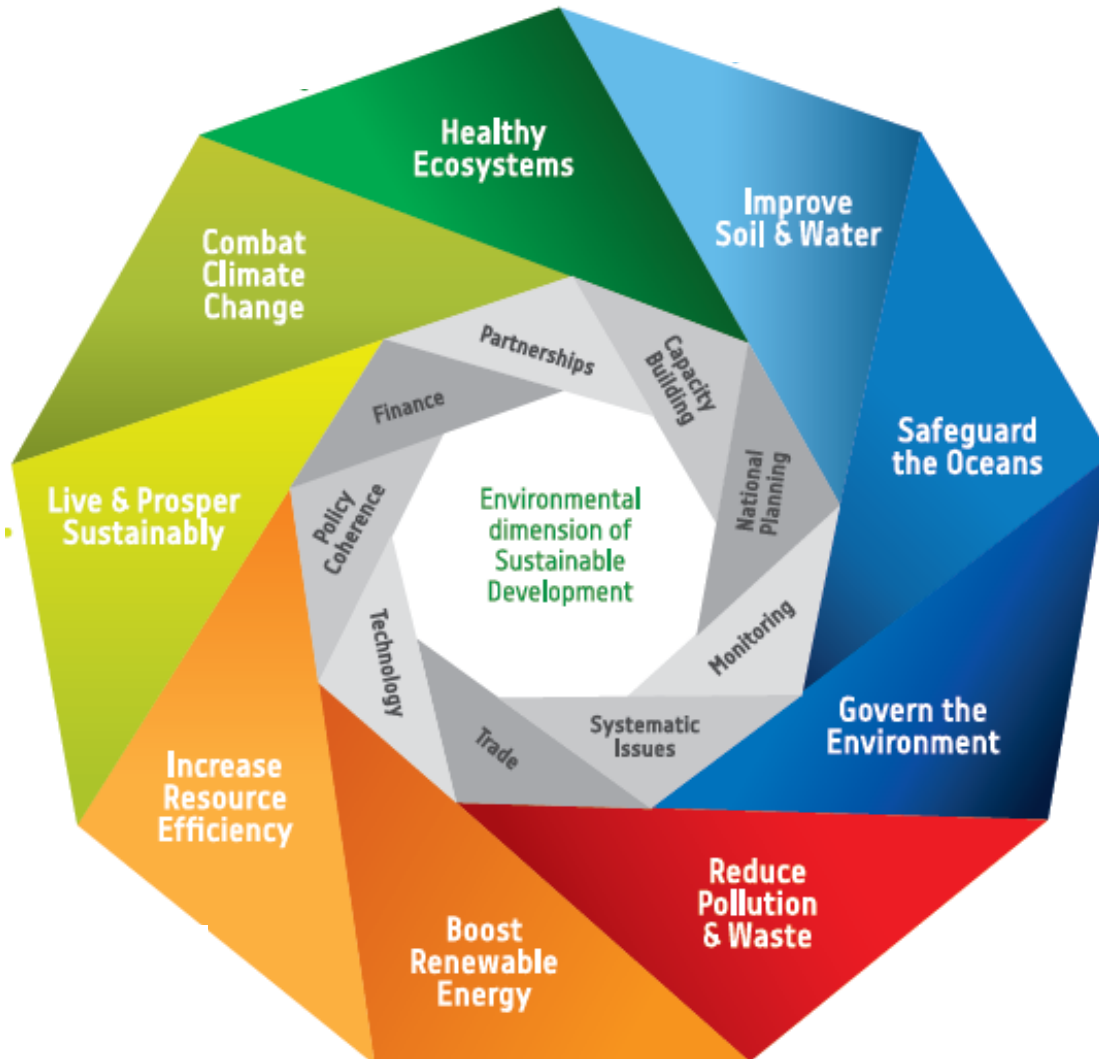 Healthy
Ecosystems
Improve
Soil & Water
Safeguard
the Oceans
Govern the
Environment
Reduce
Pollution
& Waste
Boost
Renewable
Energy
Increase
Resource
Efficiency
Live & Prosper
Sustainably
Combat
Climate
Change
Partnerships
Capacity
Building
National
Planning
Monitoring
Systematic
Issues
Trade
Technology
Policy
Coherence
Finance
Environmental
dimension of
Sustainable
Development